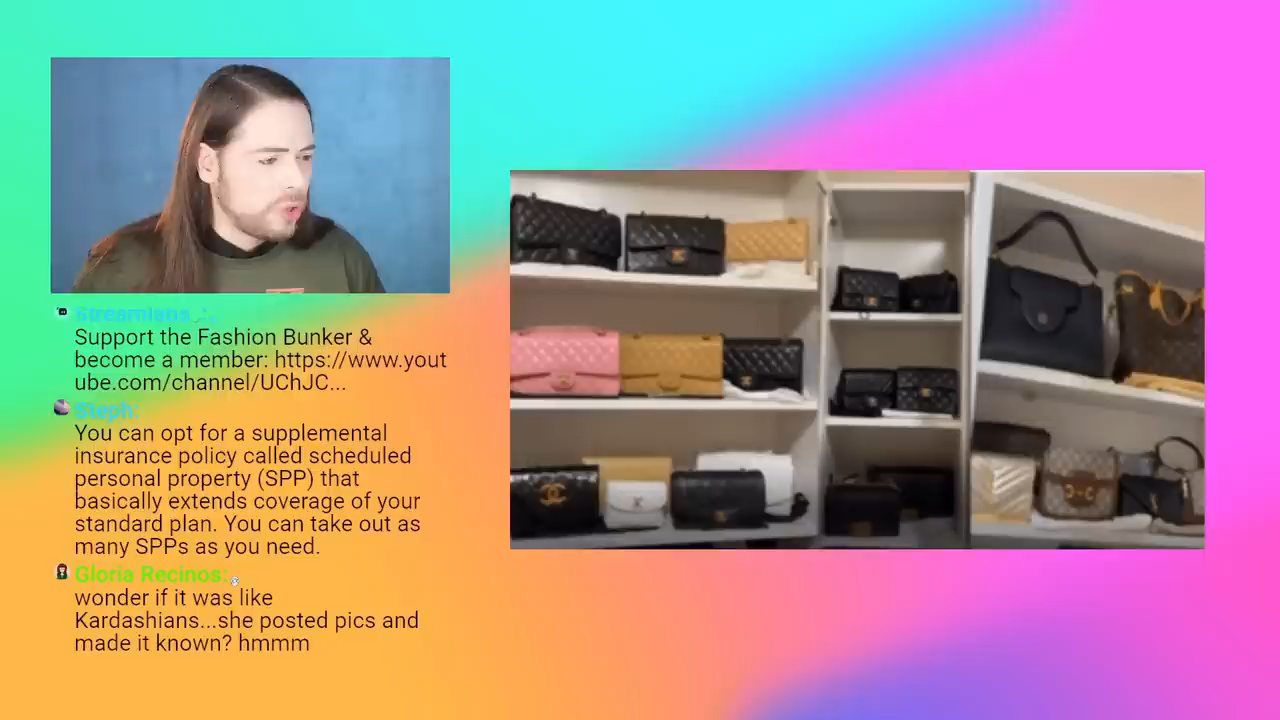 Streamlabs
Support the Fashion Bunker &
become a member: https://www.yout
ube.com/channel/UChJC...
Steph:
You can opt for a supplemental
insurance policy called scheduled
personal property (SPP) that
basically extends coverage of your
standard plan. You can take out as
many SPPs as you need.
Gloria Recinos:
wonder if it was like
Kardashians...she posted pics and
made it known? hmmm